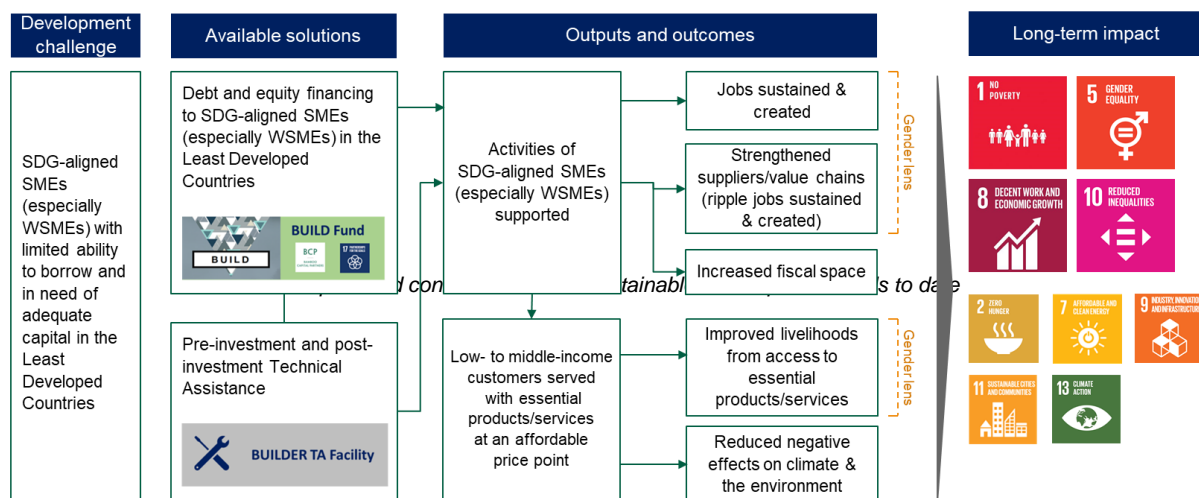 Development
challenge
Available solutions
Outputs and outcomes
Long-term impact
SDG-aligned
SMEs
(especially
WSMEs) with
limited ability
to borrow and
in need of
adequate
capital in the
Least
Developed
Countries
Debt and equity financing
to SDG-aligned SMEs
(especially WSMEs) in the
Least Developed
Countries
BUILD
BUILD Fund
BCP
17
Pre-investment and post-
investment Technical
Assistance
BUILDER TA Facility
Activities of
SDG-aligned SMEs
(especially WSMEs)
supported
Low- to middle-income
customers served
with essential
products/services
at an affordable
price point
Jobs sustained &
created
Strengthened
suppliers/value chains
(ripple jobs sustained
& created)
Increased fiscal space
Improved livelihoods
from access to
essential
products/services
Reduced negative
effects on climate &
the environment
Gender lens
Gender lens
d con
tainabl
ls to date
1 NO
POVERTY
5 GENDER
EQUALITY
8 DECENT WORK AND
ECONOMIC GROWTH
10 REDUCED
INEQUALITIES
2 ZERO
HUNGER
7 AFFORDABLE AND
CLEAN ENERGY
9 INDUSTRY, INNOVATION
AND INFRASTRUCTURE
11 SUSTAINABLE CITIES
AND COMMUNITIES
13 CLIMATE
ACTION